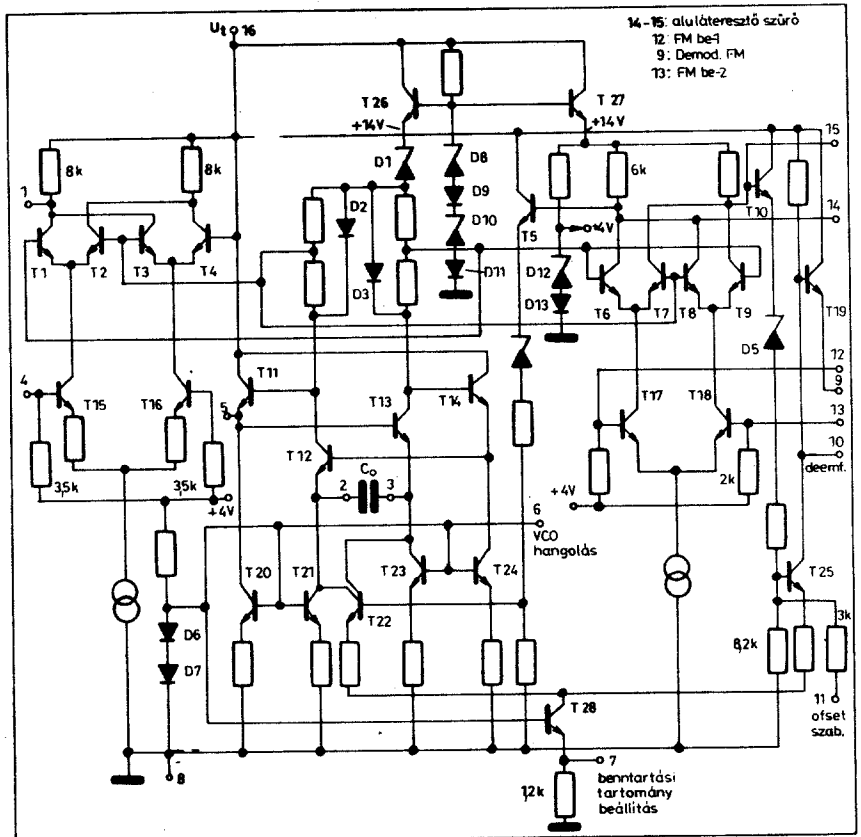 14-15: aluláteresztő szűrő
12: FM be-1
9: Demod. FM
13: FM be-2
Ut 16
T26
T27
+14V
+14V
15
8k
8k
D1
D8
6k
1
D2
D9
T10
14
T5
+4V
D10
T1
T2
T3
T4
D3
D11
D12
T6
T7
T8
T9
D13
T19
D5
12
4
T11
9
T15
T16
5
T13
T14
T17
T18
13
T12
10
deemf.
3,5k
3,5k
+4V
Co
2
3
2k
+4V
6
VCO
hangolás
T20
T21
T23
T24
T25
T22
D6
3k
8,2k
D7
11
ofset
szab.
T28
8
7
1,2k
benntartási
tartomány
beállítás